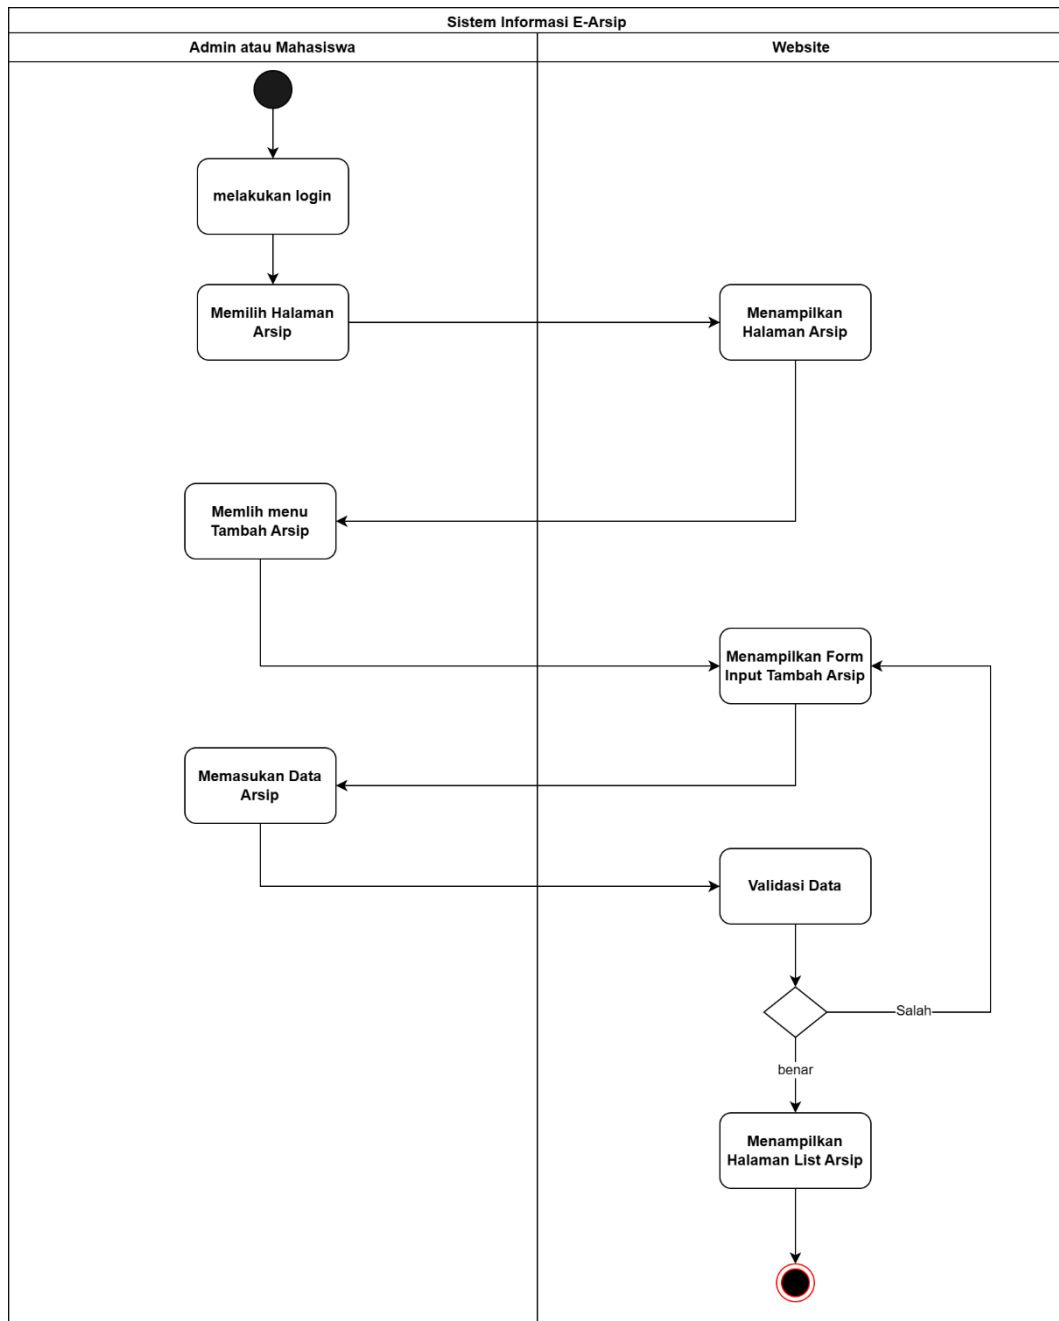 Sistem Informasi E-Arsip
Admin atau Mahasiswa
Website
melakukan login
Memilih Halaman
Arsip
Menampilkan
Halaman Arsip
Memlih menu
Tambah Arsip
Menampilkan Form
Input Tambah Arsip
Memasukan Data
Arsip
Validasi Data
Salah
benar
Menampilkan
Halaman List Arsip